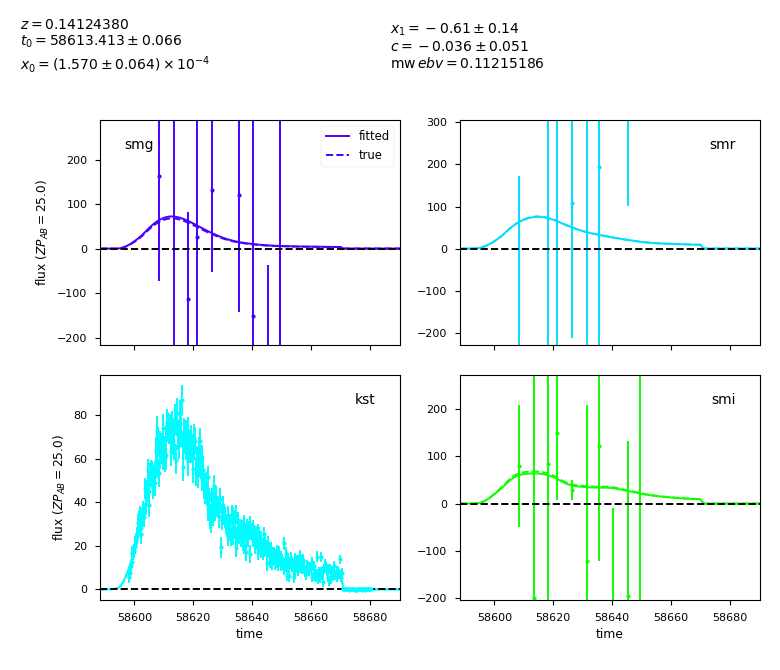 z = 0.14124380
t₀ = 58613.413 ± 0.066
x₀ = (1.570 ± 0.064) × 10⁻⁴
x₁ = −0.61 ± 0.14
c = −0.036 ± 0.051
mw ebv = 0.11215186
smg
fitted
true
200
100
0
−100
−200
flux (ZP_AB = 25.0)
smr
300
200
100
0
−100
−200
kst
80
60
40
20
0
flux (ZP_AB = 25.0)
58600 58620 58640 58660 58680
time
smi
200
100
0
−100
−200
58600 58620 58640 58660 58680
time